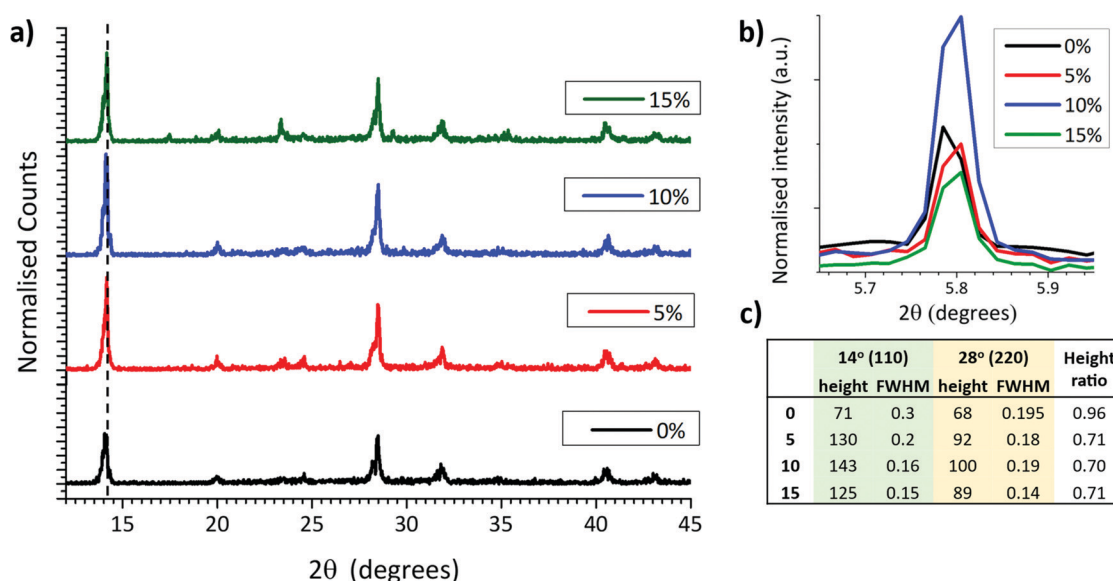 a)
Normalised Counts
15%
10%
5%
0%
15 20 25 30 35 40 45
2θ (degrees)
b)
Normalised intensity (a.u.)
0%
5%
10%
15%
5.7 5.8 5.9
2θ (degrees)
c)
14º (110) 28º (220) Height ratio
height FWHM height FWHM
0 71 0.3 68 0.195 0.96
5 130 0.2 92 0.18 0.71
10 143 0.16 100 0.19 0.70
15 125 0.15 89 0.14 0.71